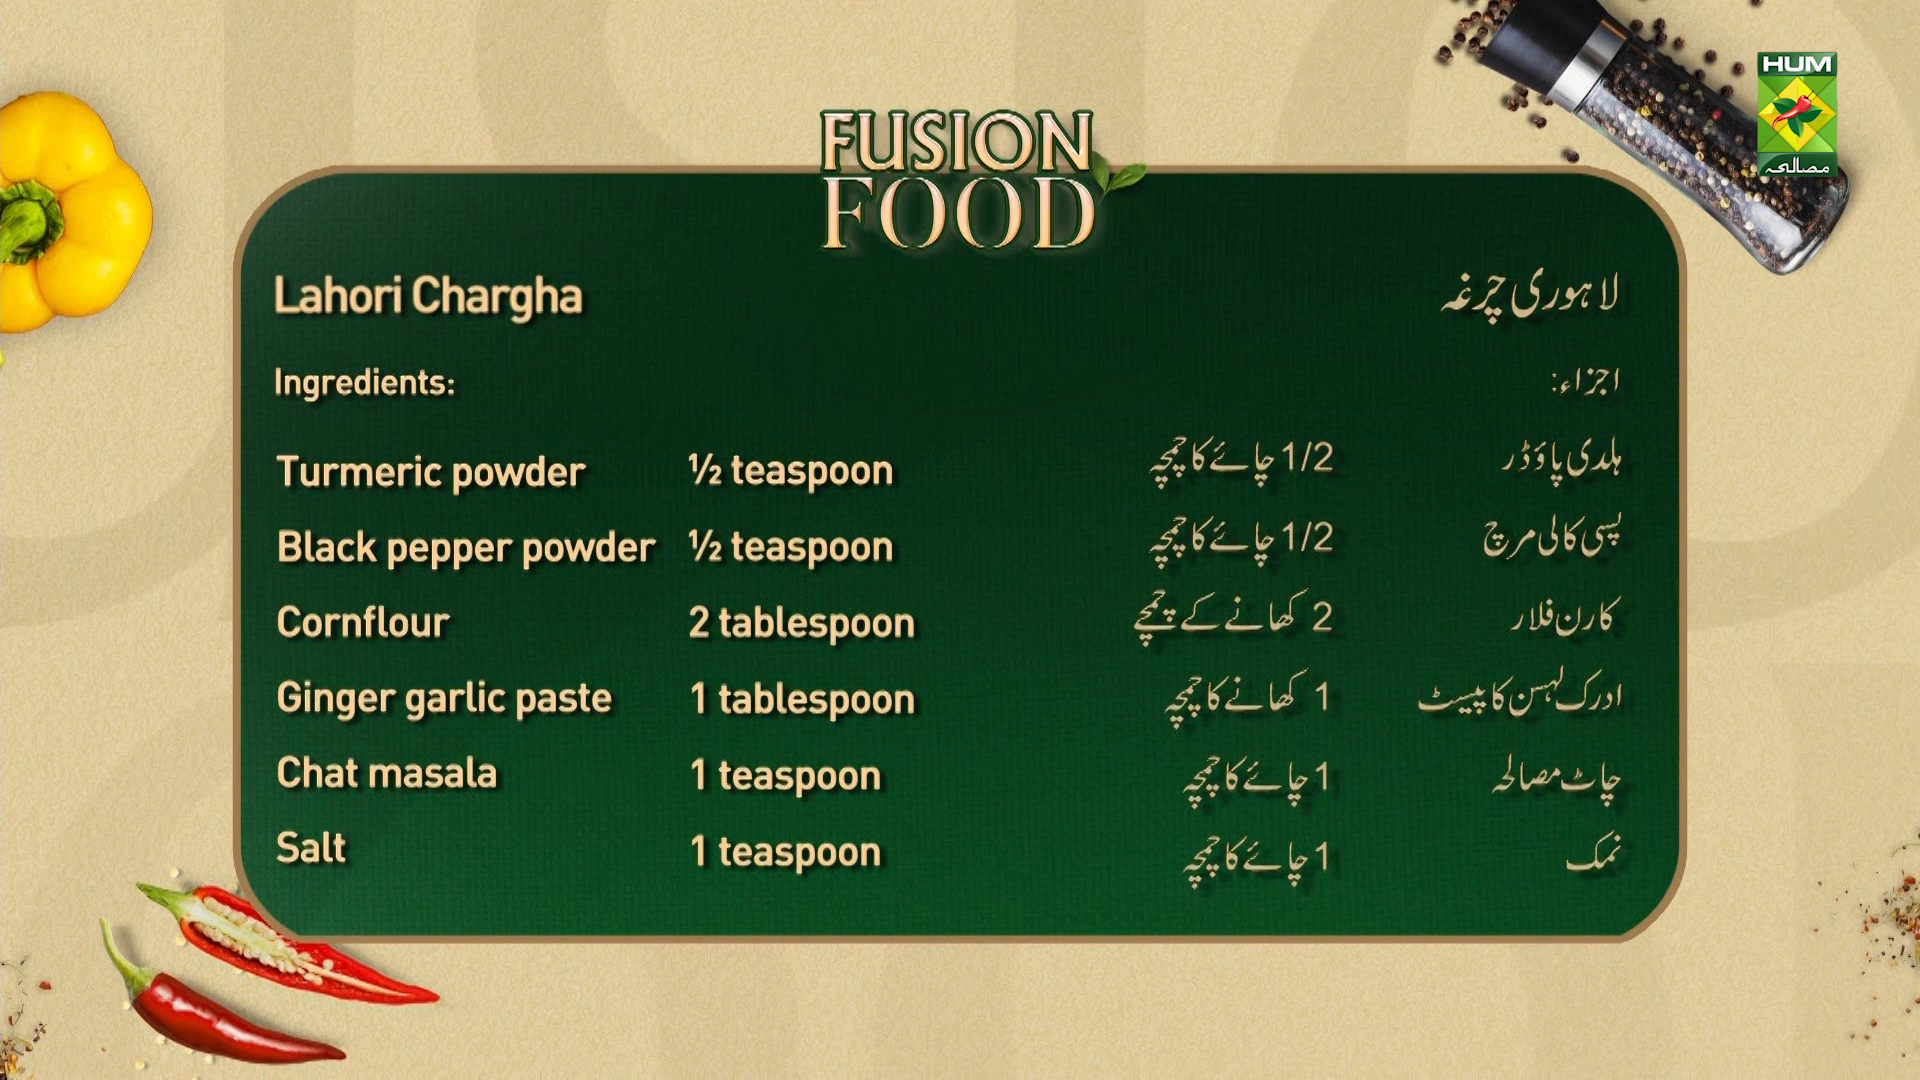 HUM
مصالحہ
FUSION
FOOD
Lahori Chargha
لاہوری چرغہ
Ingredients:
اجزاء:
Turmeric powder ½ teaspoon
ہلدی پاؤڈر 1/2 چائے کا چمچہ
Black pepper powder ½ teaspoon
پسی کالی مرچ 1/2 چائے کا چمچہ
Cornflour 2 tablespoon
کارن فلار 2 کھانے کے چمچے
Ginger garlic paste 1 tablespoon
ادرک لہسن کا پیسٹ 1 کھانے کا چمچہ
Chat masala 1 teaspoon
چاٹ مصالحہ 1 چائے کا چمچہ
Salt 1 teaspoon
نمک 1 چائے کا چمچہ